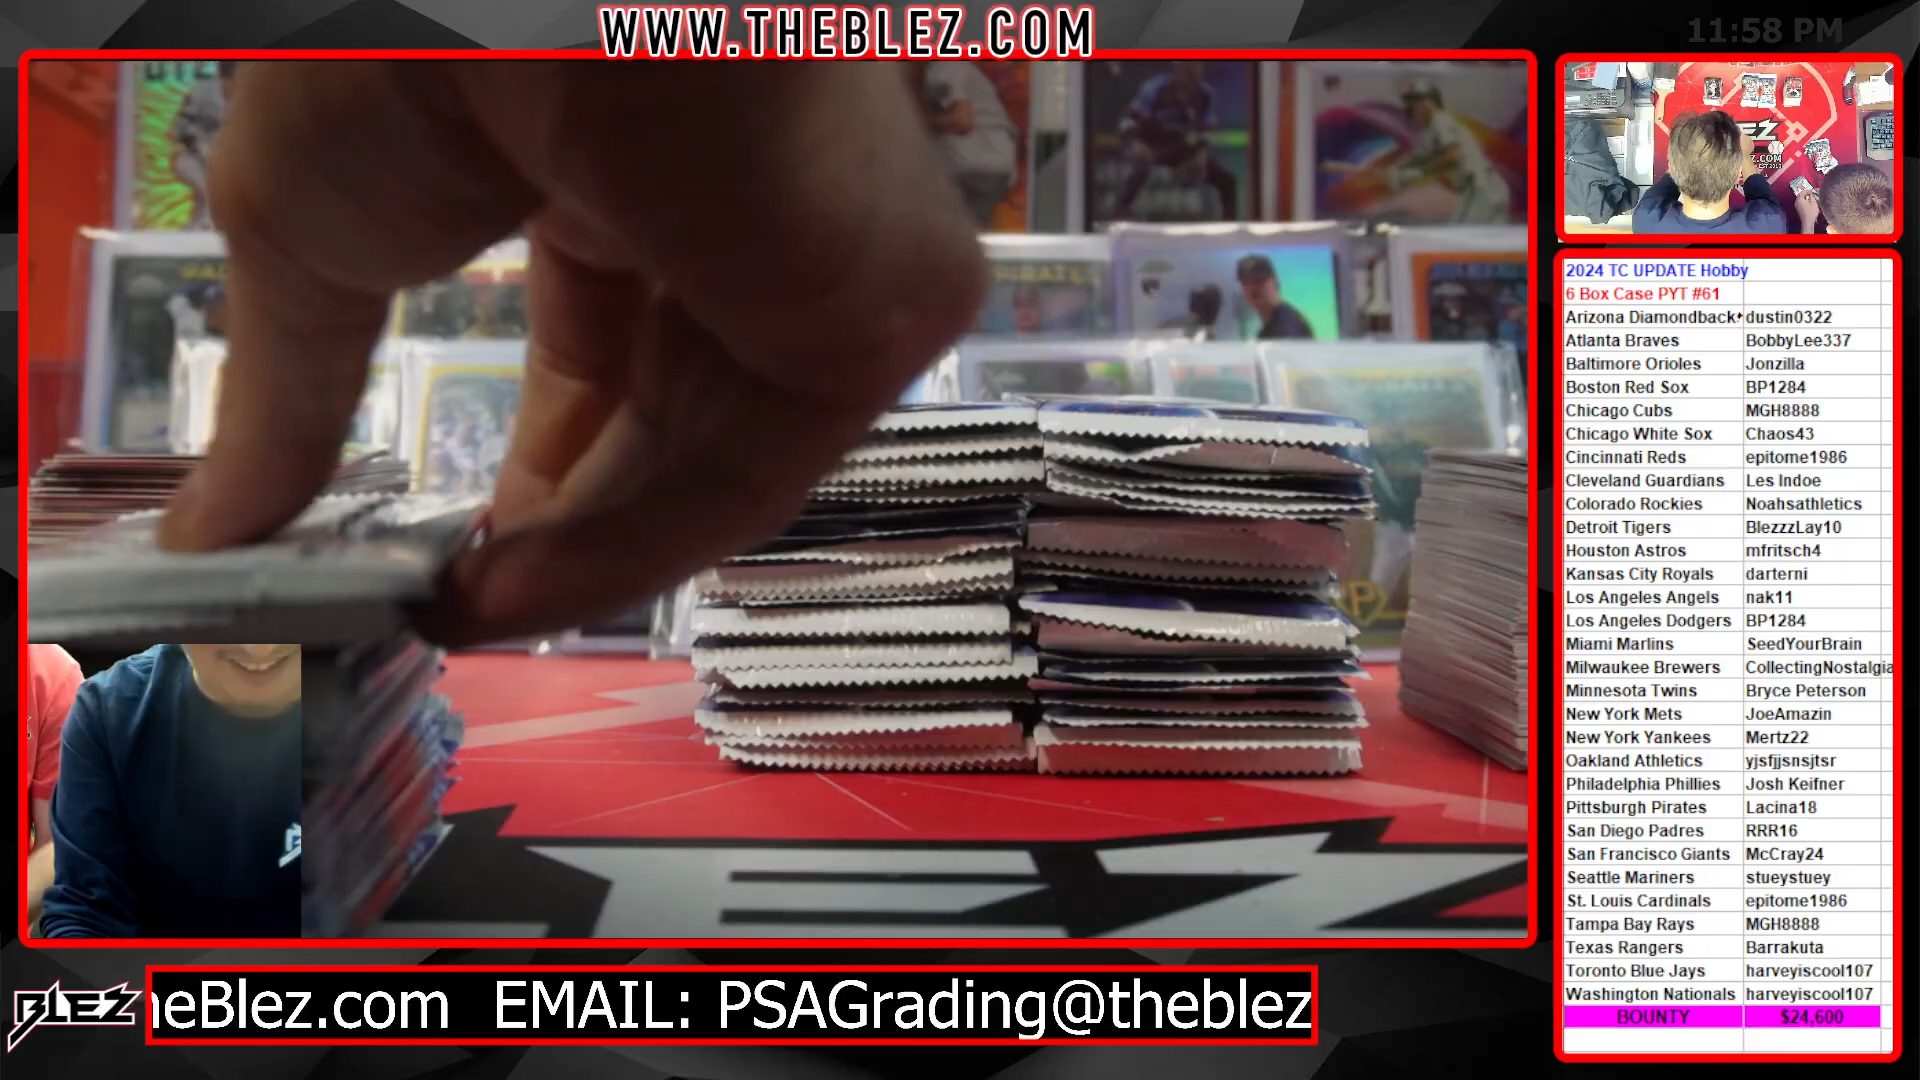 WWW.THEBLEZ.COM
11:58 PM
2024 TC UPDATE Hobby
6 Box Case PYT #61
Arizona Diamondback dustin0322
Atlanta Braves BobbyLee337
Baltimore Orioles Jonzilla
Boston Red Sox BP1284
Chicago Cubs MGH8888
Chicago White Sox Chaos43
Cincinnati Reds epitome1986
Cleveland Guardians Les Indoe
Colorado Rockies Noahsathletics
Detroit Tigers BlezzzLay10
Houston Astros mfritsch4
Kansas City Royals darterni
Los Angeles Angels nak11
Los Angeles Dodgers BP1284
Miami Marlins SeedYourBrain
Milwaukee Brewers CollectingNostalgia
Minnesota Twins Bryce Peterson
New York Mets JoeAmazin
New York Yankees Mertz22
Oakland Athletics yjsfjjsnsjtsr
Philadelphia Phillies Josh Keifner
Pittsburgh Pirates Lacina18
San Diego Padres RRR16
San Francisco Giants McCray24
Seattle Mariners stueystuey
St. Louis Cardinals epitome1986
Tampa Bay Rays MGH8888
Texas Rangers Barrakuta
Toronto Blue Jays harveyiscool107
Washington Nationals harveyiscool107
BOUNTY $24,600
PIRATES
BLEZ
heBlez.com EMAIL: PSAGrading@theblez